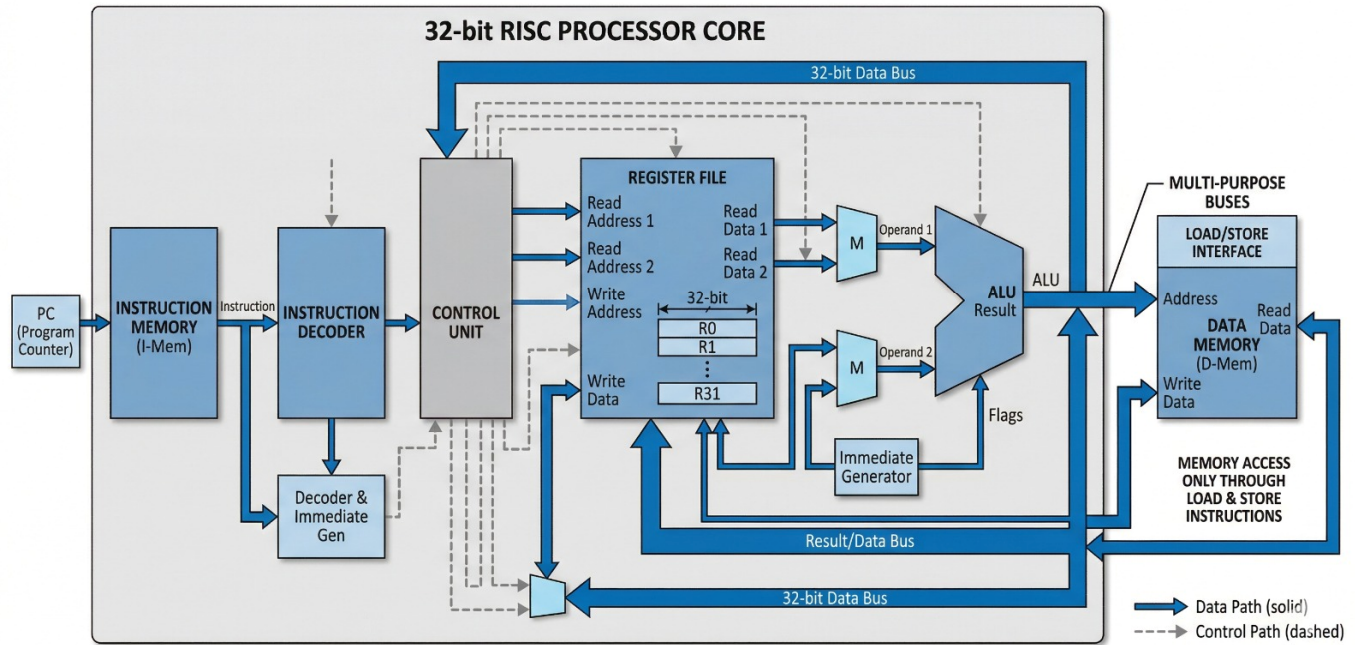 32-bit RISC PROCESSOR CORE
32-bit Data Bus
PC
(Program
Counter)
INSTRUCTION
MEMORY
(I-Mem)
Instruction
INSTRUCTION
DECODER
Decoder &
Immediate
Gen
CONTROL
UNIT
REGISTER FILE
Read
Address 1
Read
Address 2
Write
Address
Write
Data
Read
Data 1
Read
Data 2
32-bit
R0
R1
R31
M
Operand 1
M
Operand 2
ALU
Result
ALU
Flags
Immediate
Generator
Result/Data Bus
32-bit Data Bus
MULTI-PURPOSE
BUSES
LOAD/STORE
INTERFACE
Address
Read
Data
DATA
MEMORY
(D-Mem)
Write
Data
MEMORY ACCESS
ONLY THROUGH
LOAD & STORE
INSTRUCTIONS
Data Path (solid)
Control Path (dashed)